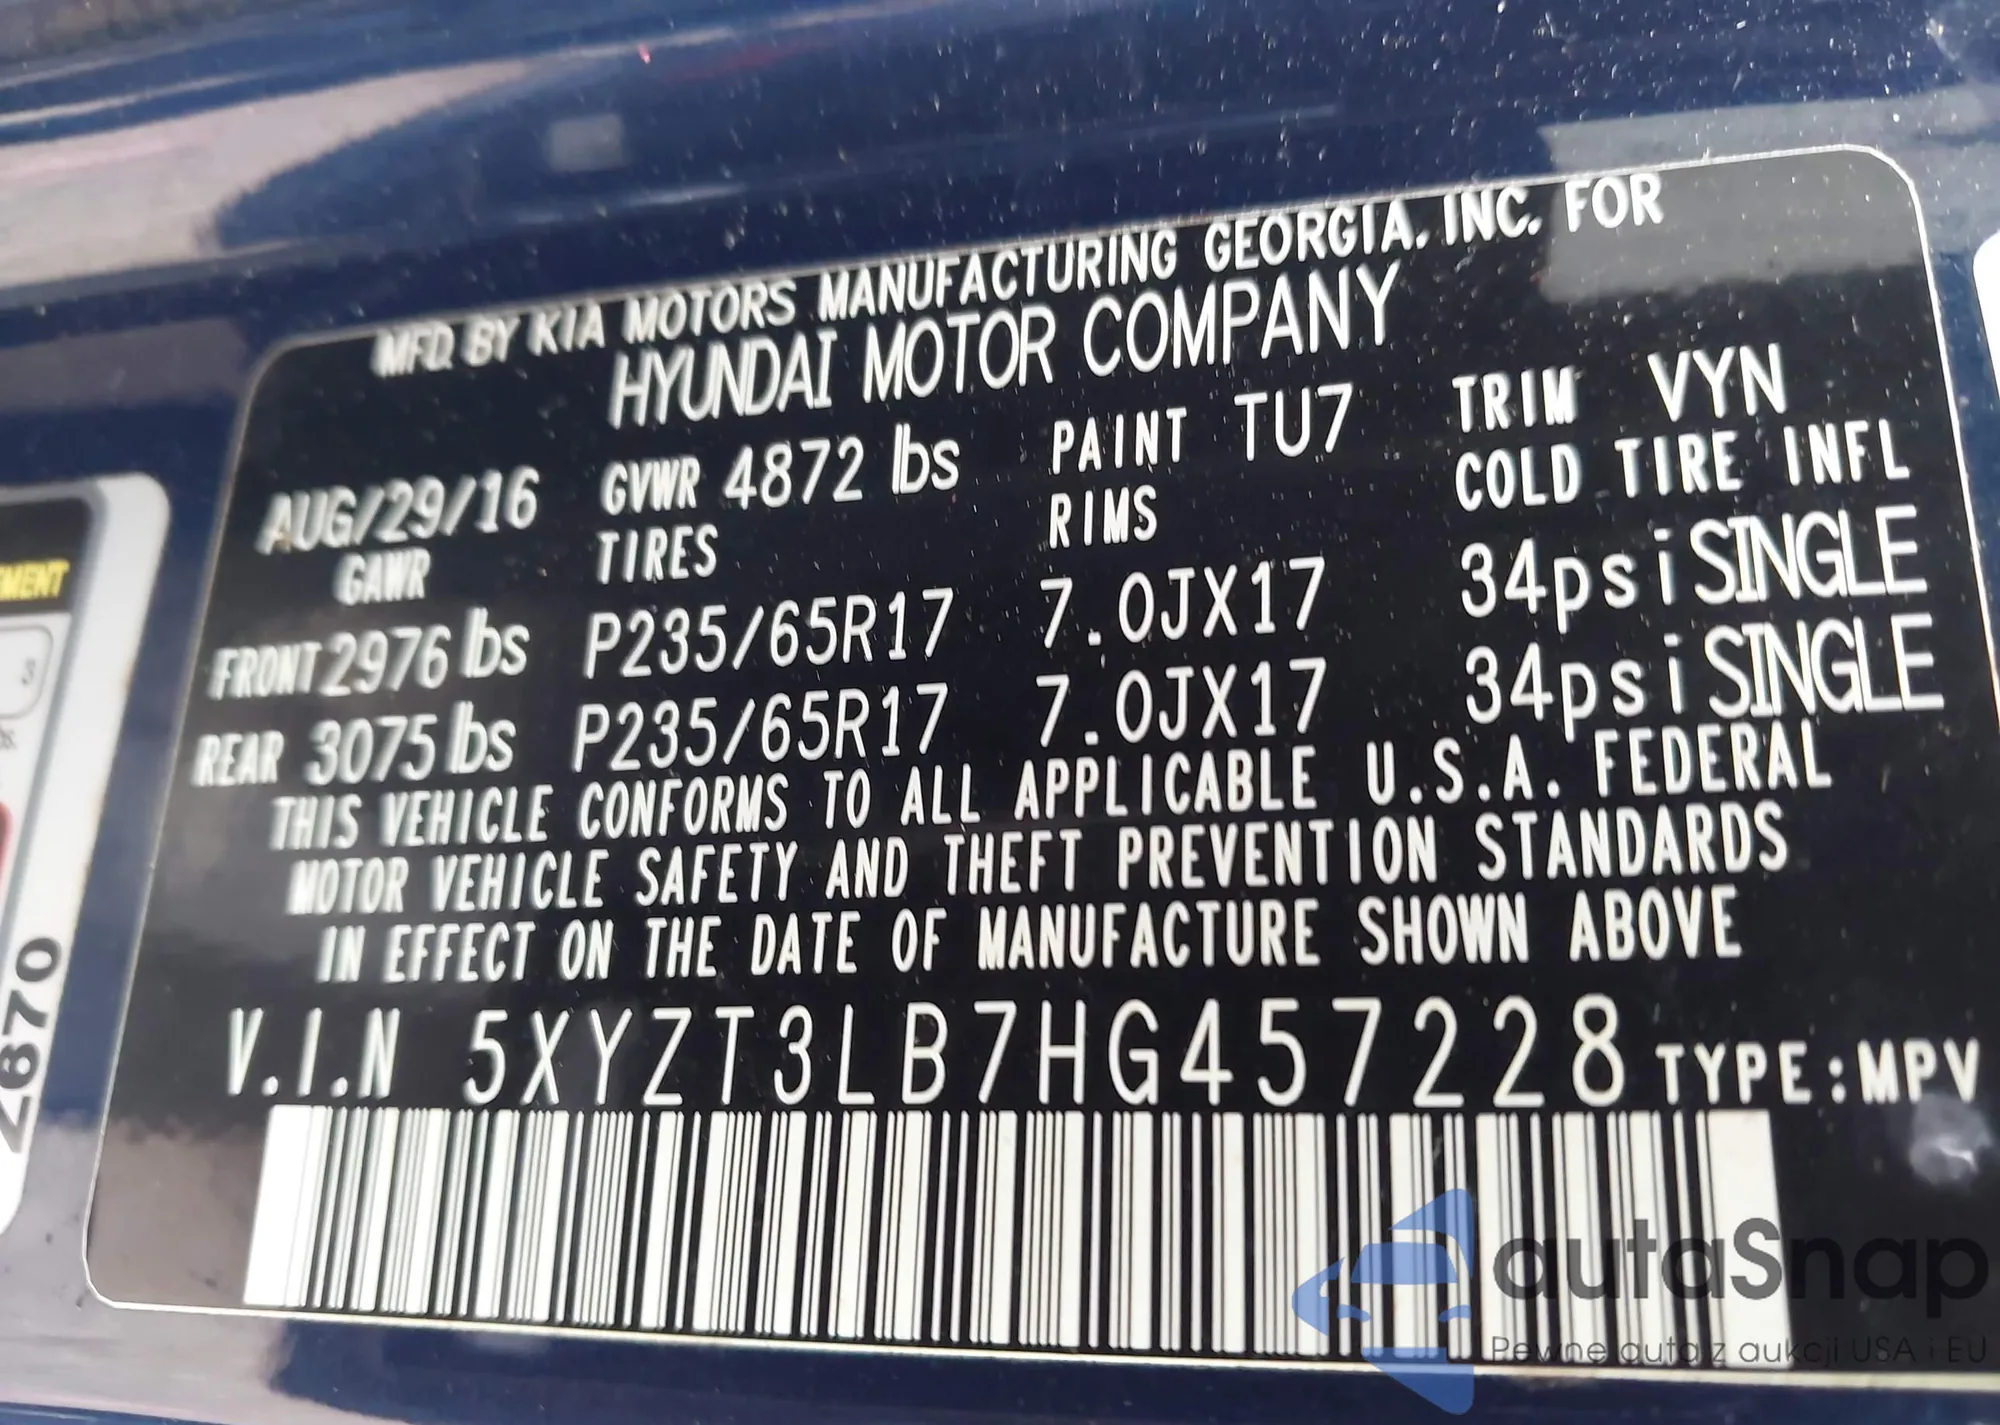 MFD. BY KIA MOTORS MANUFACTURING GEORGIA. INC. FOR
HYUNDAI MOTOR COMPANY
AUG/29/16 GVWR 4872 lbs PAINT TU7 TRIM VYN
GAWR TIRES RIMS COLD TIRE INFL
FRONT 2976 lbs P235/65R17 7.0JX17 34psi SINGLE
REAR 3075 lbs P235/65R17 7.0JX17 34psi SINGLE
THIS VEHICLE CONFORMS TO ALL APPLICABLE U.S.A. FEDERAL
MOTOR VEHICLE SAFETY AND THEFT PREVENTION STANDARDS
IN EFFECT ON THE DATE OF MANUFACTURE SHOWN ABOVE
V.I.N 5XYZT3LB7HG457228 TYPE:MPV
autaSnap
Pewne auta z aukcji USA i EU
2870